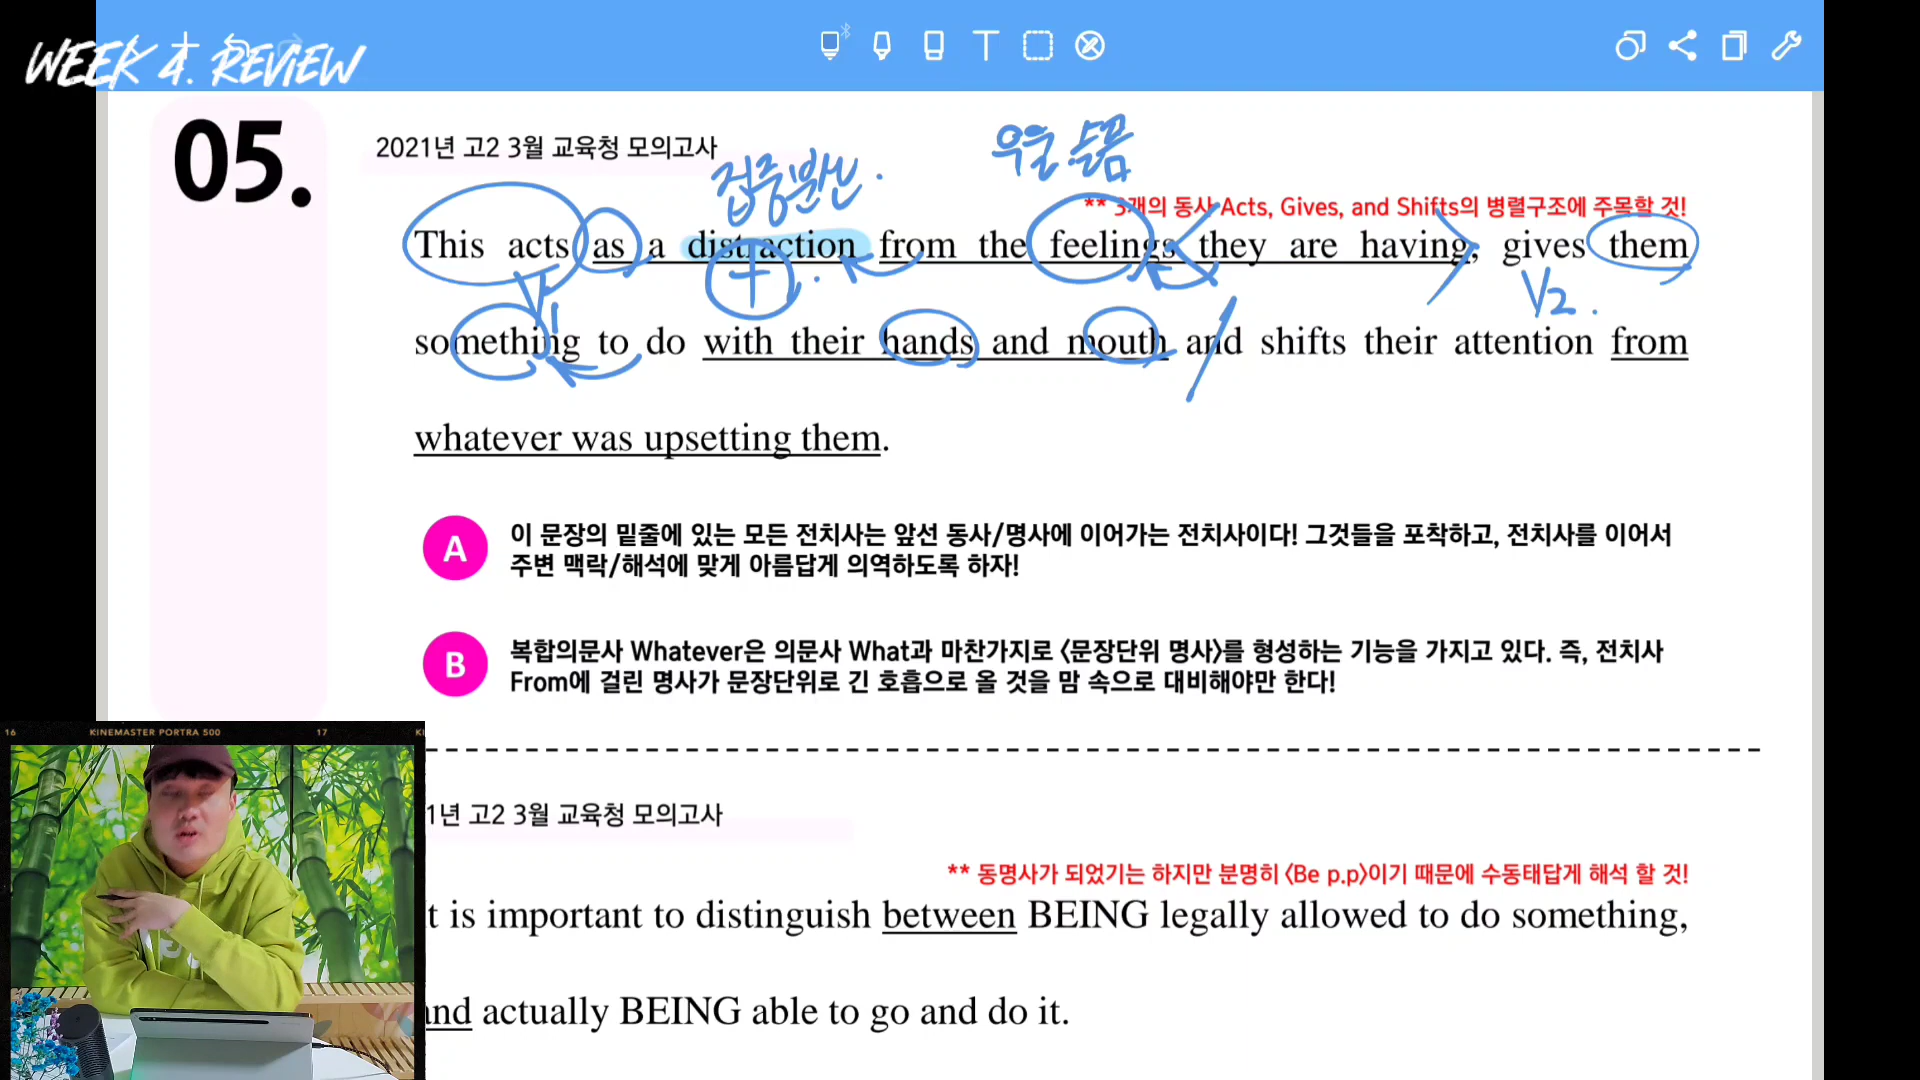 WEEK 4. REVIEW
05.
2021년 고2 3월 교육청 모의고사
집중분산.
우울 슬픔
** 3개의 동사 Acts, Gives, and Shifts의 병렬구조에 주목할 것!
This acts as a distraction from the feelings they are having, gives them
V1
V2.
something to do with their hands and mouth and shifts their attention from
whatever was upsetting them.
A
이 문장의 밑줄에 있는 모든 전치사는 앞선 동사/명사에 이어가는 전치사이다! 그것들을 포착하고, 전치사를 이어서
주변 맥락/해석에 맞게 아름답게 의역하도록 하자!
B
복합의문사 Whatever은 의문사 What과 마찬가지로 <문장단위 명사>를 형성하는 기능을 가지고 있다. 즉, 전치사
From에 걸린 명사가 문장단위로 긴 호흡으로 올 것을 맘 속으로 대비해야만 한다!
16 KINEMASTER PORTRA 500 17 KI
1년 고2 3월 교육청 모의고사
** 동명사가 되었기는 하지만 분명히 <Be p.p>이기 때문에 수동태답게 해석 할 것!
t is important to distinguish between BEING legally allowed to do something,
and actually BEING able to go and do it.